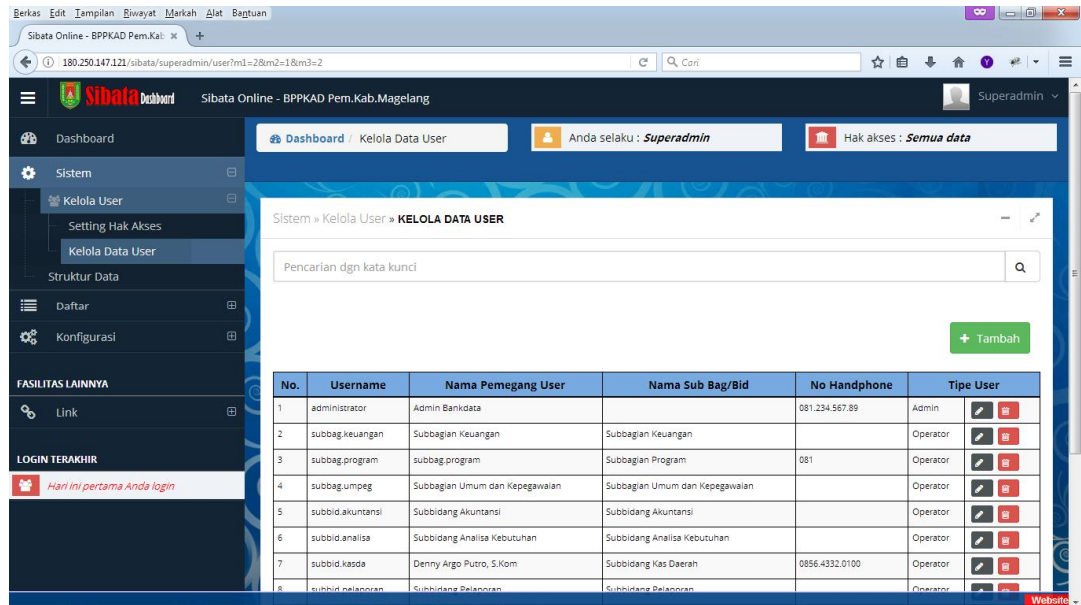 Berkas Edit Tampilan Riwayat Markah Alat Bantuan
Sibata Online - BPPKAD Pem.Kab
180.250.147.121/sibata/superadmin/user?m1=2&m2=1&m3=2
Cari
Sibata Dashboard
Sibata Online - BPPKAD Pem.Kab.Magelang
Superadmin
Dashboard
Sistem
Kelola User
Setting Hak Akses
Kelola Data User
Struktur Data
Daftar
Konfigurasi
FASILITAS LAINNYA
Link
LOGIN TERAKHIR
Hari ini pertama Anda login
Dashboard / Kelola Data User
Anda selaku : Superadmin
Hak akses : Semua data
Sistem » Kelola User » KELOLA DATA USER
Pencarian dgn kata kunci
+ Tambah
No. Username Nama Pemegang User Nama Sub Bag/Bid No Handphone Tipe User
1 administrator Admin Bankdata 081.234.567.89 Admin
2 subbag.keuangan Subbagian Keuangan Subbagian Keuangan Operator
3 subbag.program subbag.program Subbagian Program 081 Operator
4 subbag.umpeg Subbagian Umum dan Kepegawaian Subbagian Umum dan Kepegawaian Operator
5 subbid.akuntansi Subbidang Akuntansi Subbidang Akuntansi Operator
6 subbid.analisa Subbidang Analisa Kebutuhan Subbidang Analisa Kebutuhan Operator
7 subbid.kasda Denny Argo Putro, S.Kom Subbidang Kas Daerah 0856.4332.0100 Operator
8 subbid.pelaporan Subbidang Pelaporan Subbidang Pelaporan Operator
Website